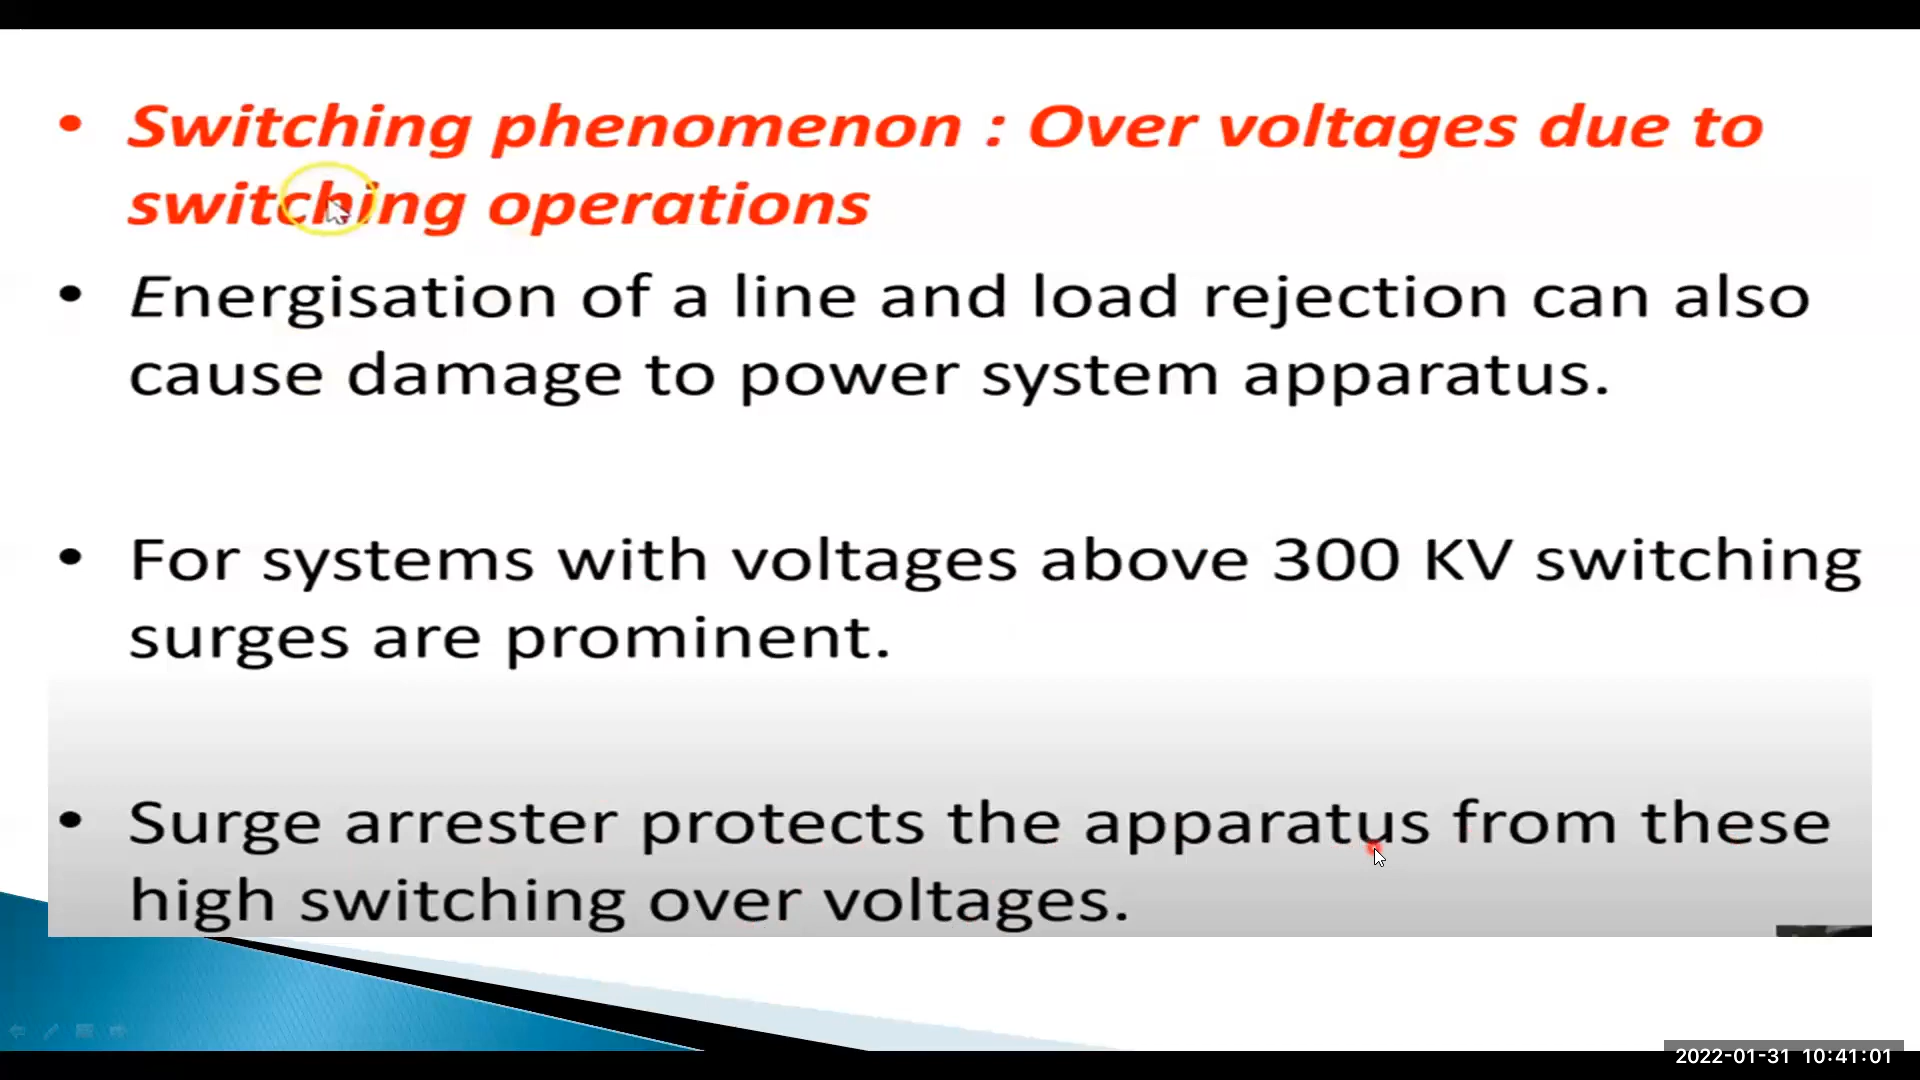 • Switching phenomenon : Over voltages due to
switching operations
• Energisation of a line and load rejection can also
cause damage to power system apparatus.
• For systems with voltages above 300 KV switching
surges are prominent.
• Surge arrester protects the apparatus from these
high switching over voltages.
2022-01-31 10:41:01